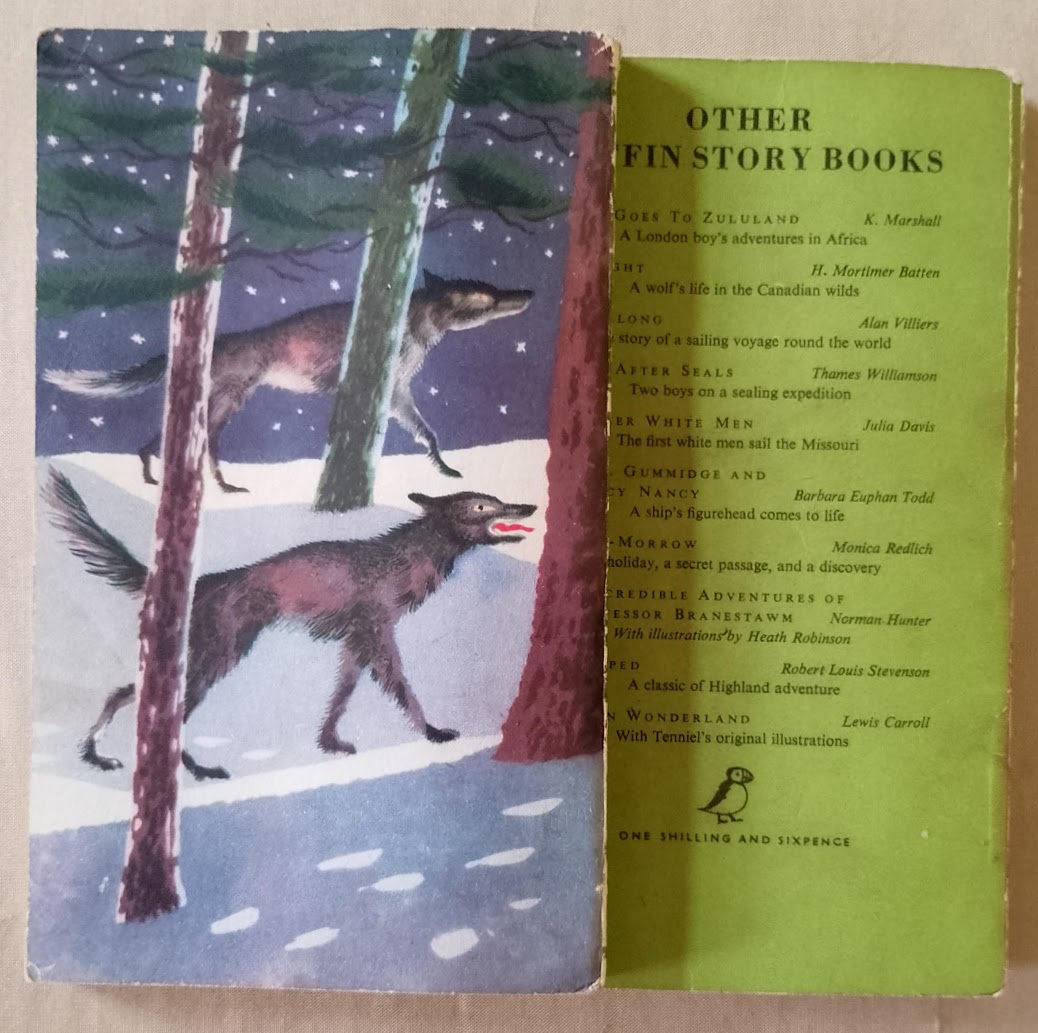 OTHER
FFIN STORY BOOKS
GOES TO ZULULAND K. Marshall
A London boy's adventures in Africa
GHT H. Mortimer Batten
A wolf's life in the Canadian wilds
LONG Alan Villiers
story of a sailing voyage round the world
AFTER SEALS Thames Williamson
Two boys on a sealing expedition
ER WHITE MEN Julia Davis
The first white men sail the Missouri
GUMMIDGE AND
CY NANCY Barbara Euphan Todd
A ship's figurehead comes to life
-MORROW Monica Redlich
holiday, a secret passage, and a discovery
CREDIBLE ADVENTURES OF
ESSOR BRANESTAWM Norman Hunter
With illustrations by Heath Robinson
PED Robert Louis Stevenson
A classic of Highland adventure
N WONDERLAND Lewis Carroll
With Tenniel's original illustrations
ONE SHILLING AND SIXPENCE